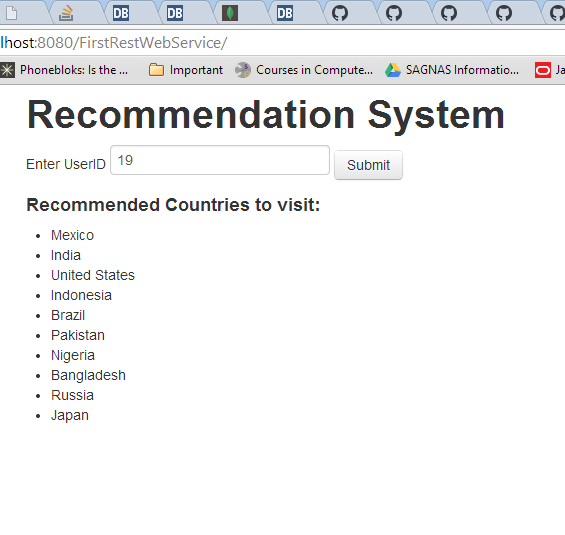 DB
DB
DB
lhost:8080/FirstRestWebService/
Phonebloks: Is the ...
Important
Courses in Compute...
SAGNAS Informatio...
Ja
Recommendation System
Enter UserID 19 Submit
Recommended Countries to visit:
Mexico
India
United States
Indonesia
Brazil
Pakistan
Nigeria
Bangladesh
Russia
Japan